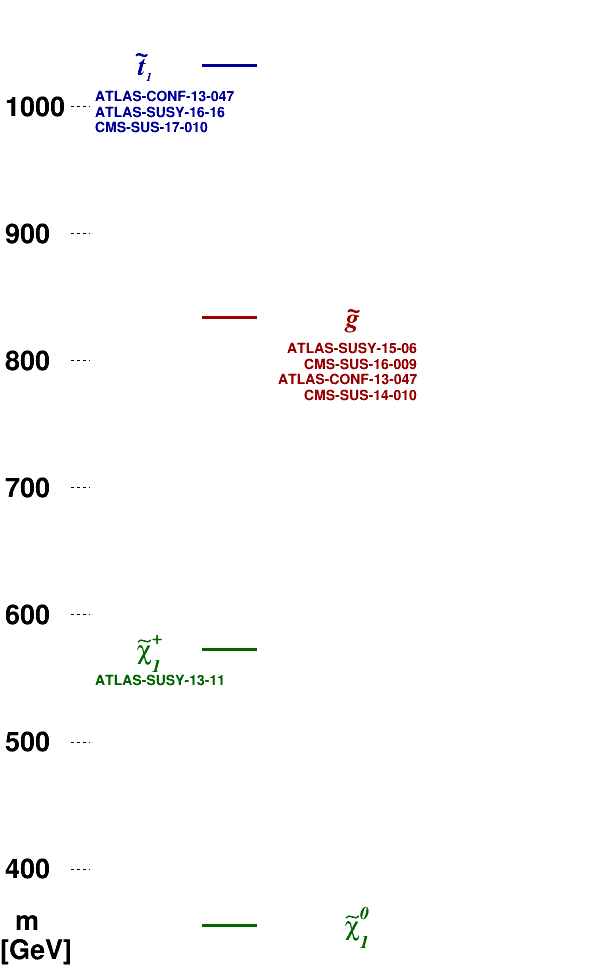 t̃₁
ATLAS-CONF-13-047
1000
ATLAS-SUSY-16-16
CMS-SUS-17-010
900
g̃
ATLAS-SUSY-15-06
800
CMS-SUS-16-009
ATLAS-CONF-13-047
CMS-SUS-14-010
700
600
χ̃₁⁺
ATLAS-SUSY-13-11
500
400
m
[GeV]
χ̃₁⁰